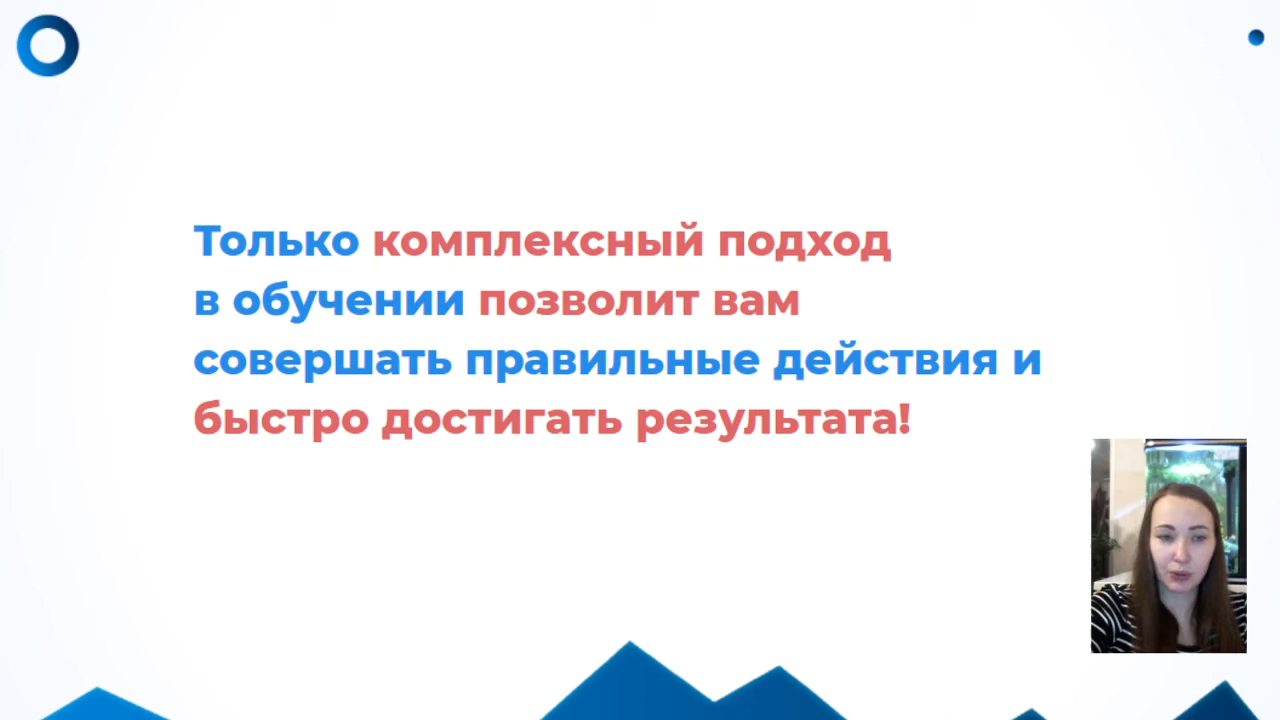 Только комплексный подход
в обучении позволит вам
совершать правильные действия и
быстро достигать результата!